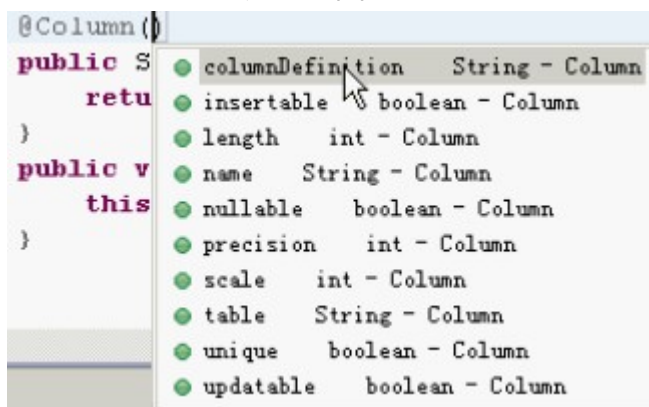 @Column()
public S
retu
}
public v
this
}
columnDefinition String - Column
insertable boolean - Column
length int - Column
name String - Column
nullable boolean - Column
precision int - Column
scale int - Column
table String - Column
unique boolean - Column
updatable boolean - Column